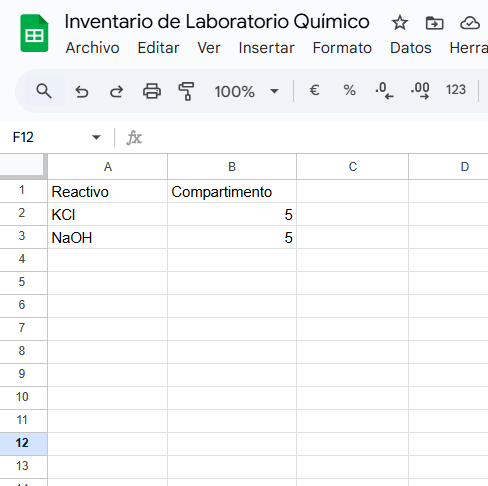 Inventario de Laboratorio Químico
Archivo Editar Ver Insertar Formato Datos Herra
100% € % .0 .00 123
F12 fx
A B C D
1 Reactivo Compartimento
2 KCl 5
3 NaOH 5
4
5
6
7
8
9
10
11
12
13